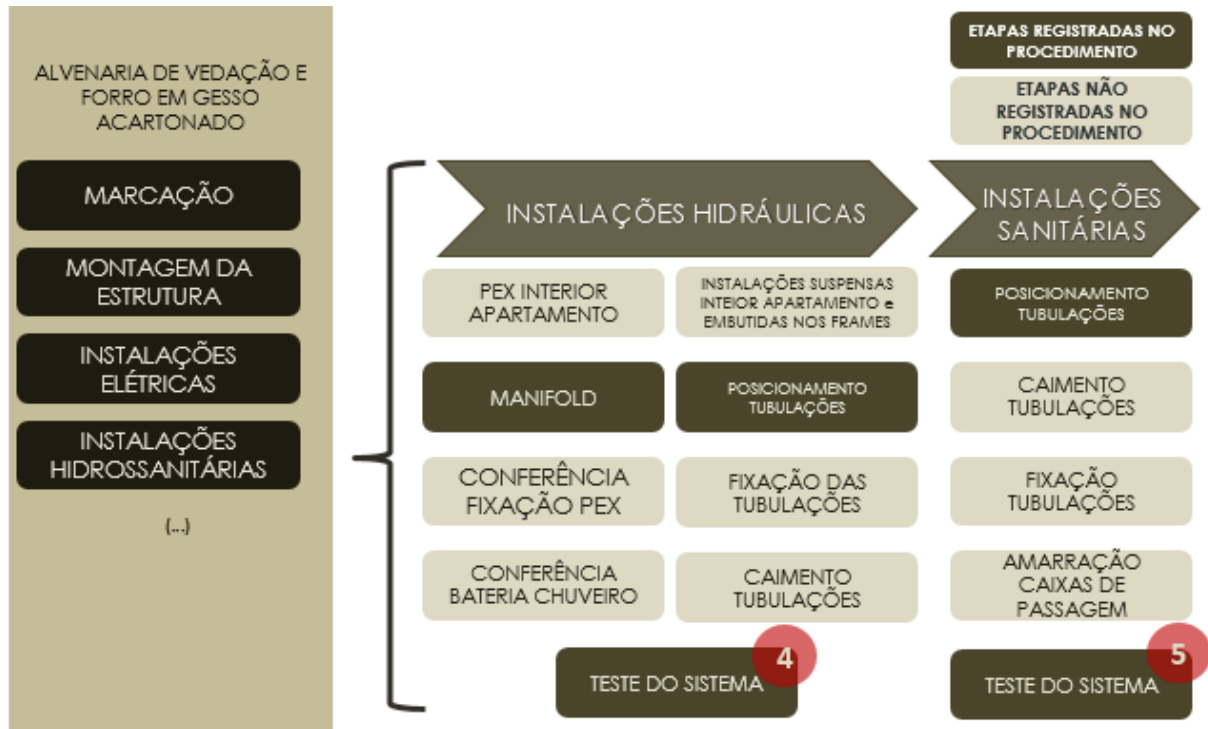 ALVENARIA DE VEDAÇÃO E
FORRO EM GESSO
ACARTONADO
MARCAÇÃO
MONTAGEM DA
ESTRUTURA
INSTALAÇÕES
ELÉTRICAS
INSTALAÇÕES
HIDROSSANITÁRIAS
(...)
ETAPAS REGISTRADAS NO
PROCEDIMENTO
ETAPAS NÃO
REGISTRADAS NO
PROCEDIMENTO
INSTALAÇÕES HIDRÁULICAS
INSTALAÇÕES
SANITÁRIAS
PEX INTERIOR
APARTAMENTO
INSTALAÇÕES SUSPENSAS
INTEIOR APARTAMENTO e
EMBUTIDAS NOS FRAMES
POSICIONAMENTO
TUBULAÇÕES
MANIFOLD
POSICIONAMENTO
TUBULAÇÕES
CAIMENTO
TUBULAÇÕES
CONFERÊNCIA
FIXAÇÃO PEX
FIXAÇÃO DAS
TUBULAÇÕES
FIXAÇÃO
TUBULAÇÕES
CONFERÊNCIA
BATERIA CHUVEIRO
CAIMENTO
TUBULAÇÕES
AMARRAÇÃO
CAIXAS DE
PASSAGEM
TESTE DO SISTEMA
4
TESTE DO SISTEMA
5